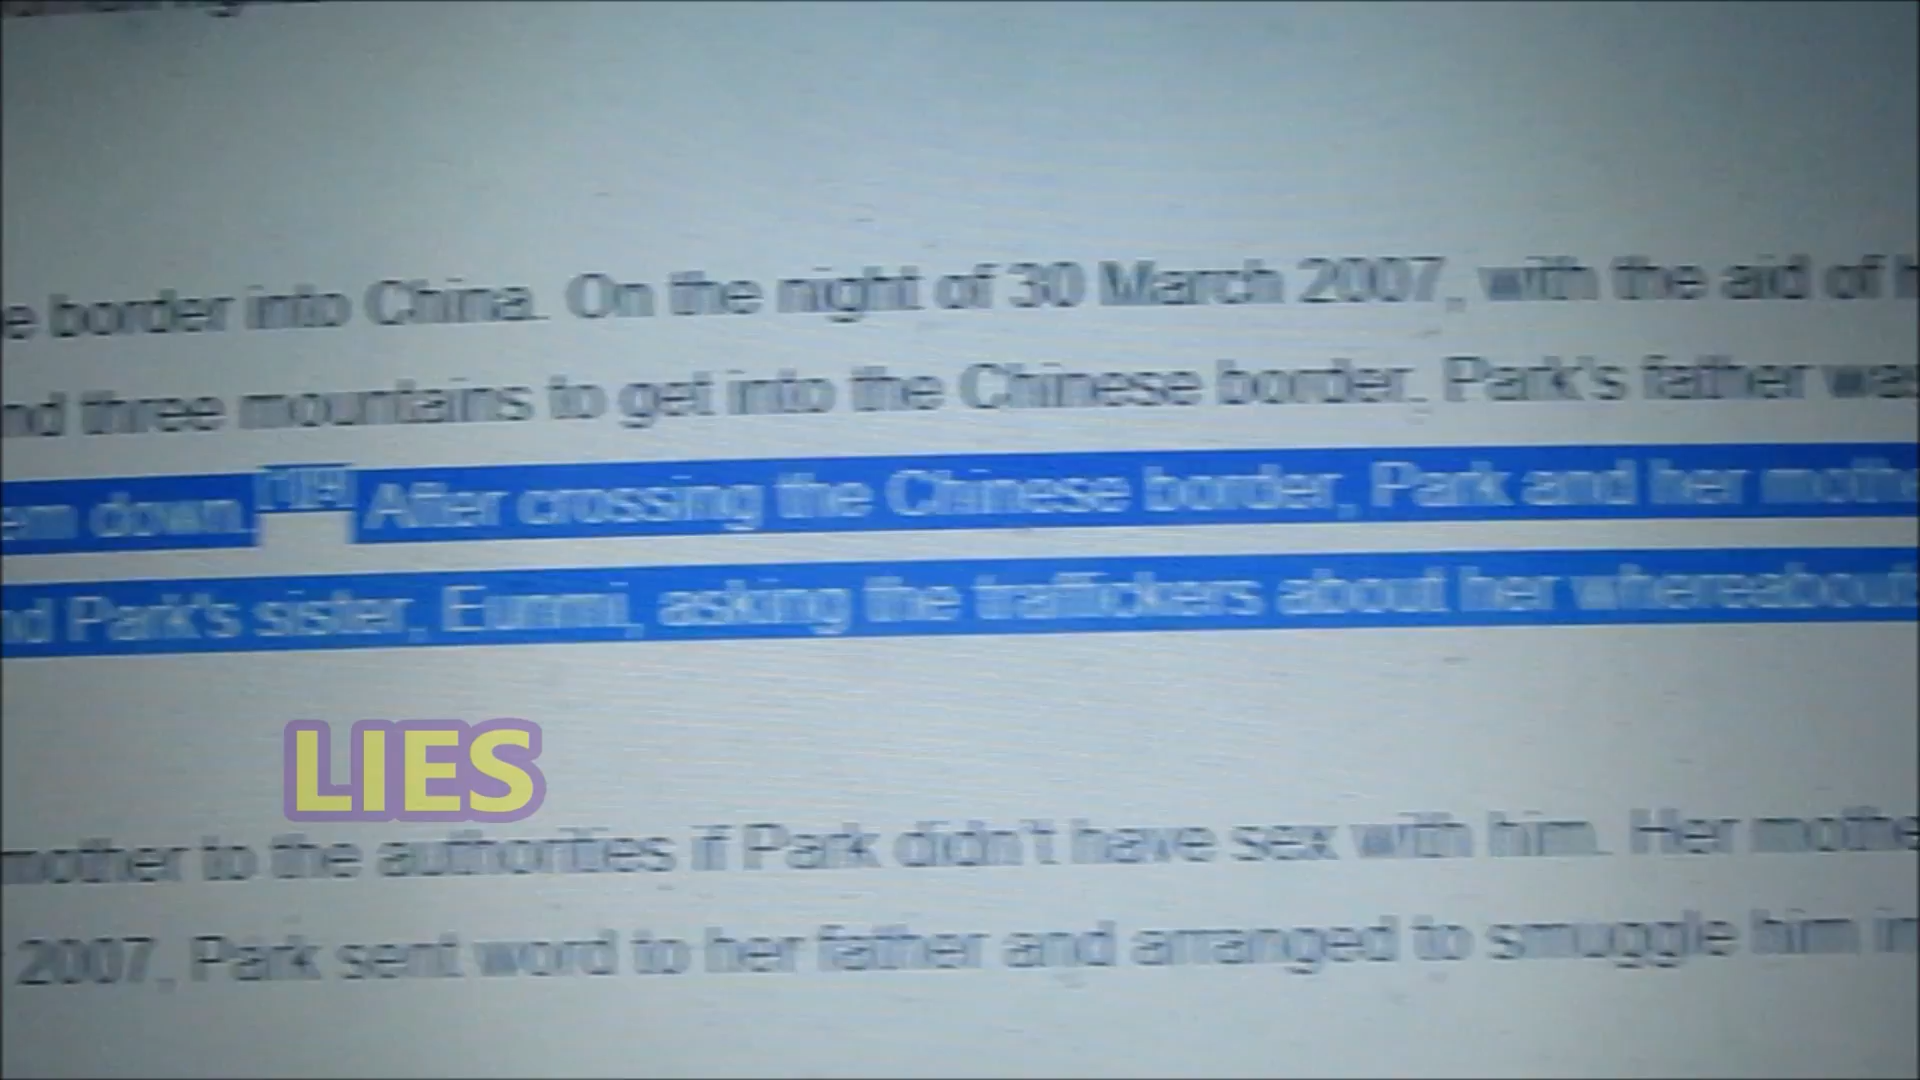 e border into China. On the night of 30 March 2007, with the aid of
nd three mountains to get into the Chinese border. Park's father was
em down. After crossing the Chinese border, Park and her mothe
nd Park's sister, Eunmi, asking the traffickers about her whereabout
LIES
mother to the authorities if Park didn't have sex with him. Her mothe
2007, Park sent word to her father and arranged to smuggle him in